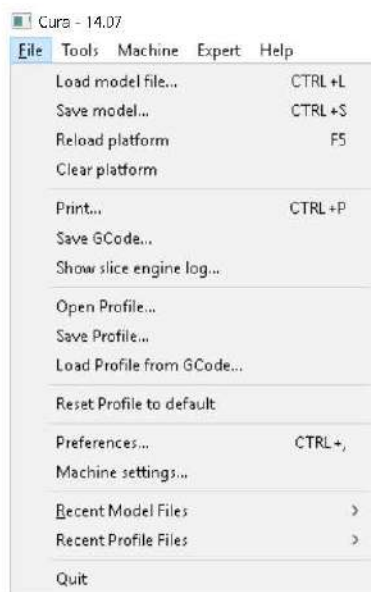 Cura - 14.07
File Tools Machine Expert Help
Load model file... CTRL+L
Save model... CTRL+S
Reload platform F5
Clear platform
Print... CTRL+P
Save GCode...
Show slice engine log...
Open Profile...
Save Profile...
Load Profile from GCode...
Reset Profile to default
Preferences... CTRL+,
Machine settings...
Recent Model Files >
Recent Profile Files >
Quit